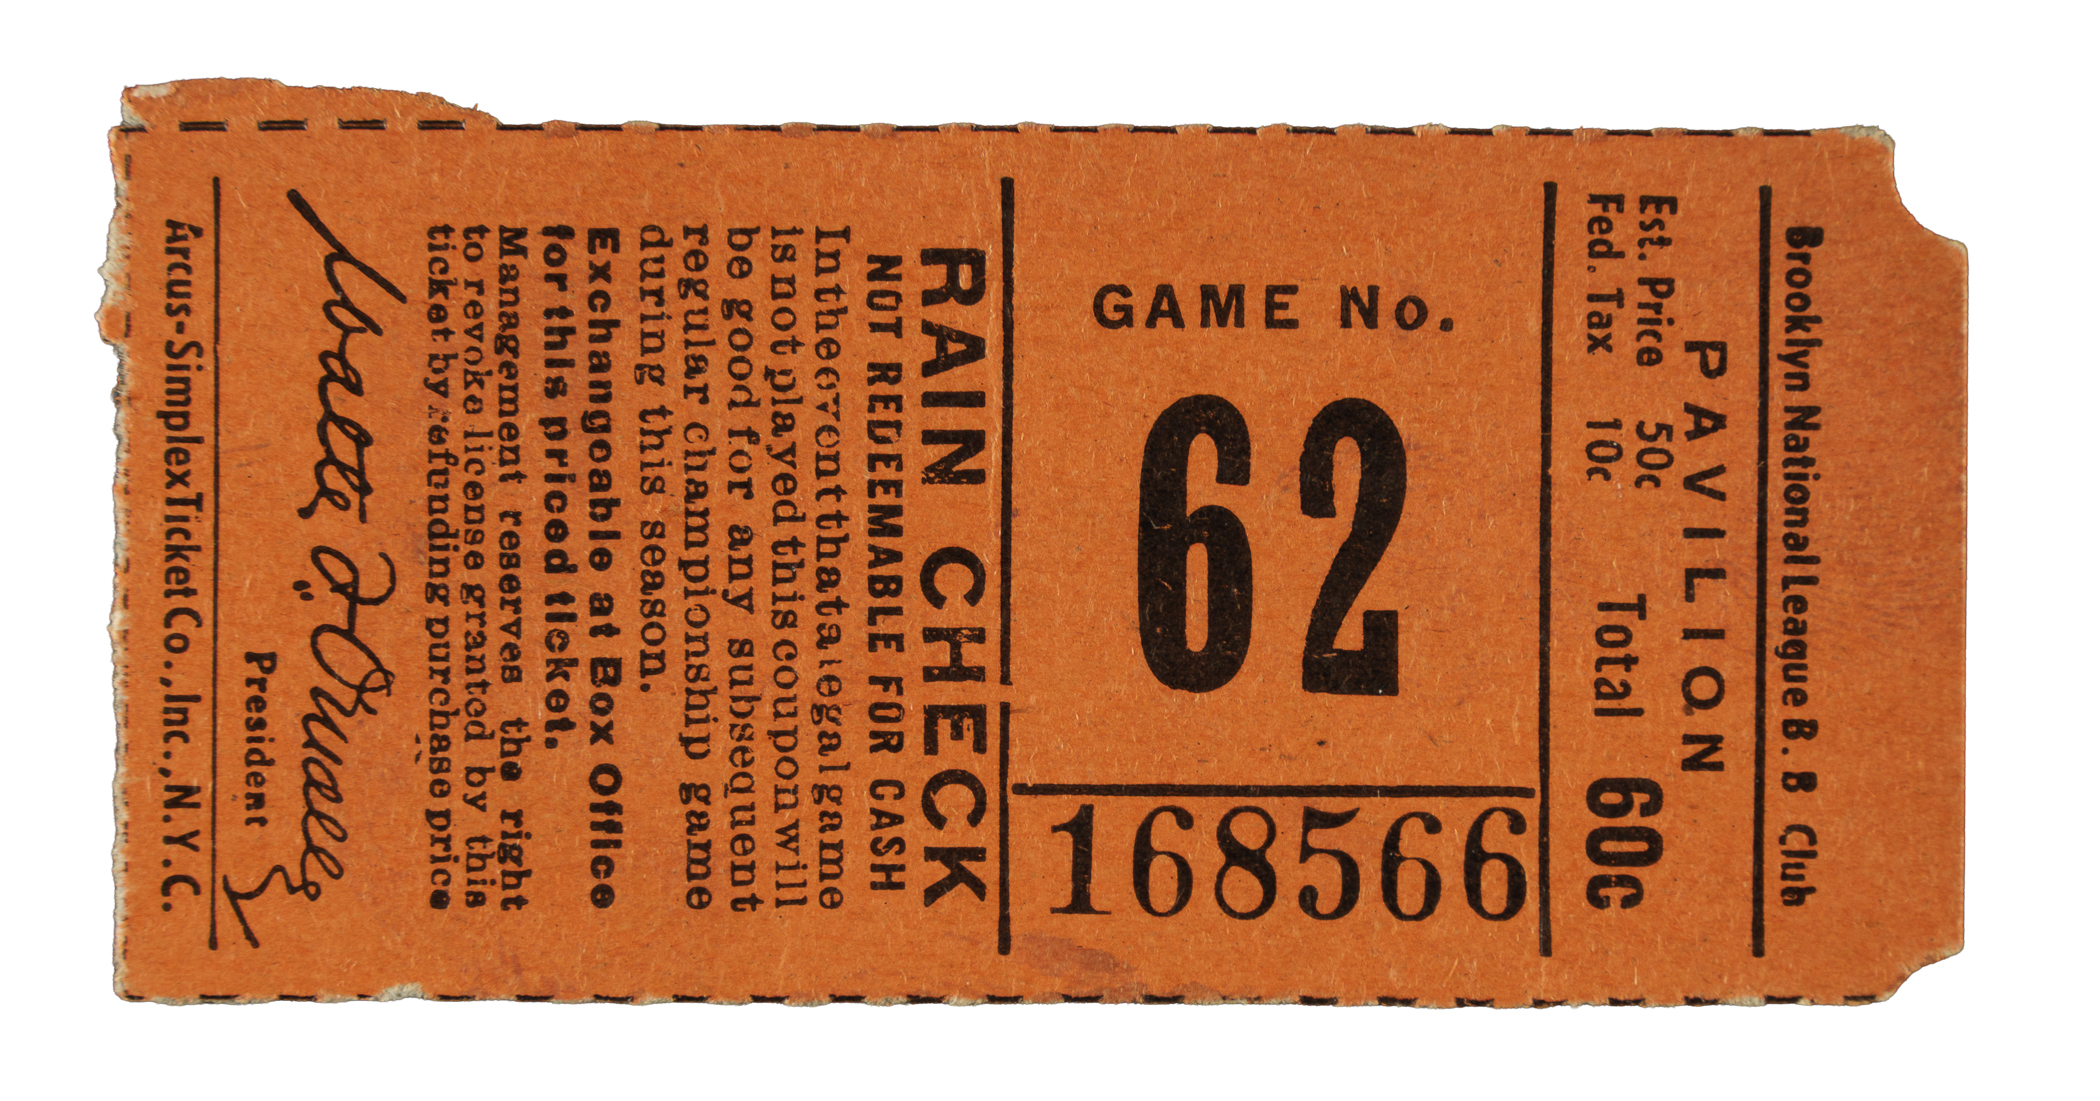 Brooklyn National League B. B Club
PAVILION
Est. Price 50c
Fed. Tax 10c
Total 60c
GAME No.
62
168566
RAIN CHECK
NOT REDEEMABLE FOR CASH
In the event that a legal game
is not played this coupon will
be good for any subsequent
regular championship game
during this season.
Exchangeable at Box Office
for this priced ticket.
Management reserves the right
to revoke license granted by this
ticket by refunding purchase price
Walter F. O'Malley
President
Arcus-Simplex Ticket Co., Inc., N.Y.C.